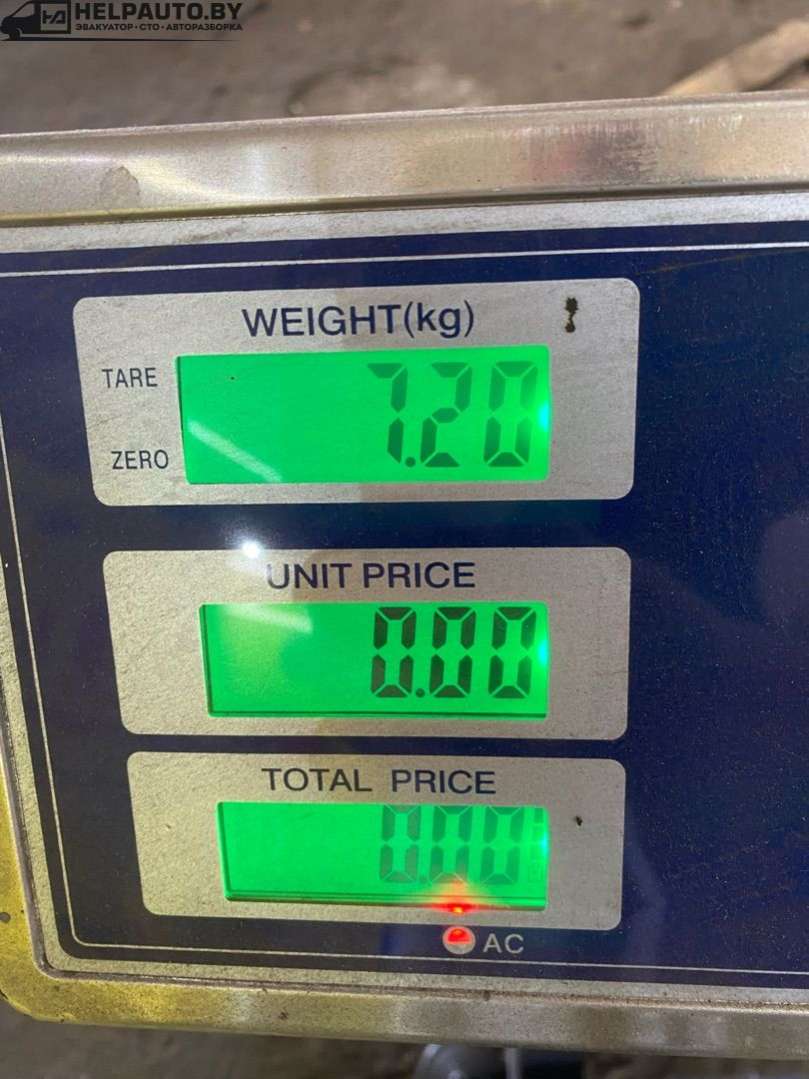 HELPAUTO.BY
ЭВАКУАТОР • СТО • АВТОРАЗБОРКА
WEIGHT(kg)
TARE
7.20
ZERO
UNIT PRICE
0.00
TOTAL PRICE
0.00
AC